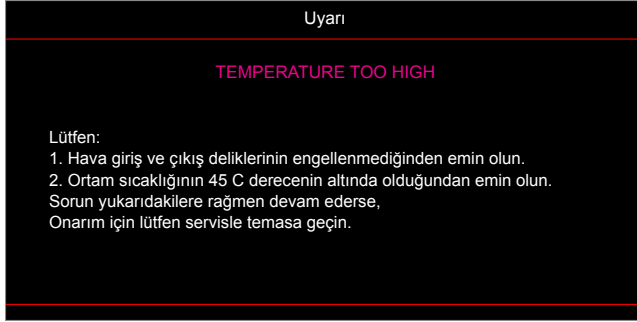 Uyarı
TEMPERATURE TOO HIGH
Lütfen:
1. Hava giriş ve çıkış deliklerinin engellenmediğinden emin olun.
2. Ortam sıcaklığının 45 C derecenin altında olduğundan emin olun.
Sorun yukarıdakilere rağmen devam ederse,
Onarım için lütfen servisle temasa geçin.